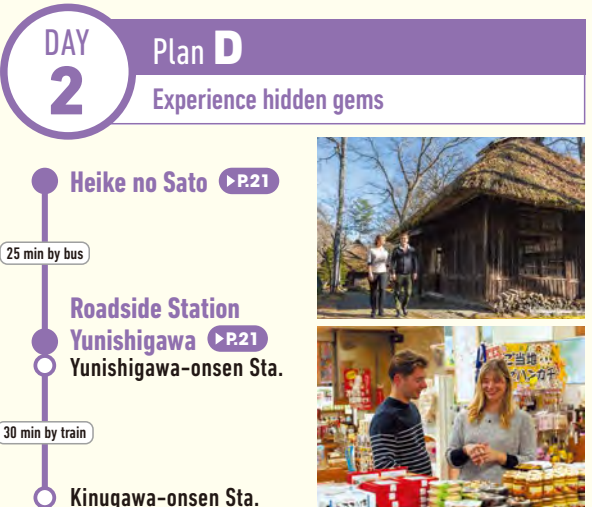 DAY
2
Plan D
Experience hidden gems
Heike no Sato ▶P.21
25 min by bus
Roadside Station
Yunishigawa ▶P.21
Yunishigawa-onsen Sta.
30 min by train
Kinugawa-onsen Sta.
ご当地